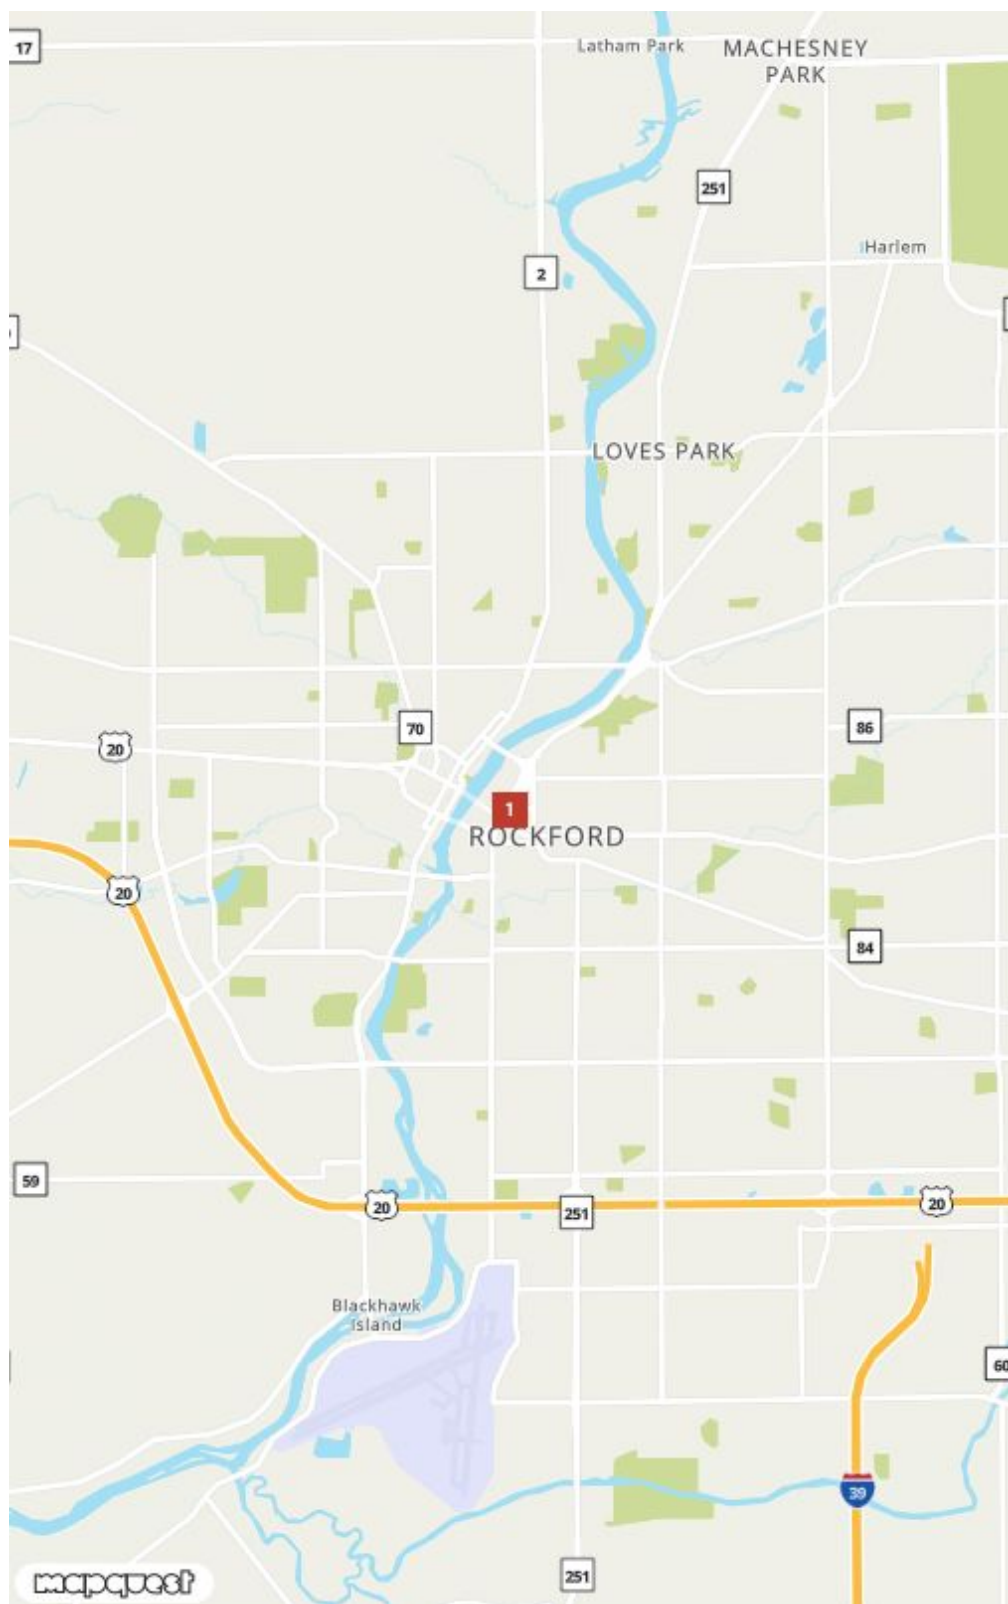 17
Latham Park
MACHESNEY
PARK
251
Harlem
2
LOVES PARK
70
86
20
1
ROCKFORD
20
84
59
20
251
20
Blackhawk
Island
60
39
251
mapquest